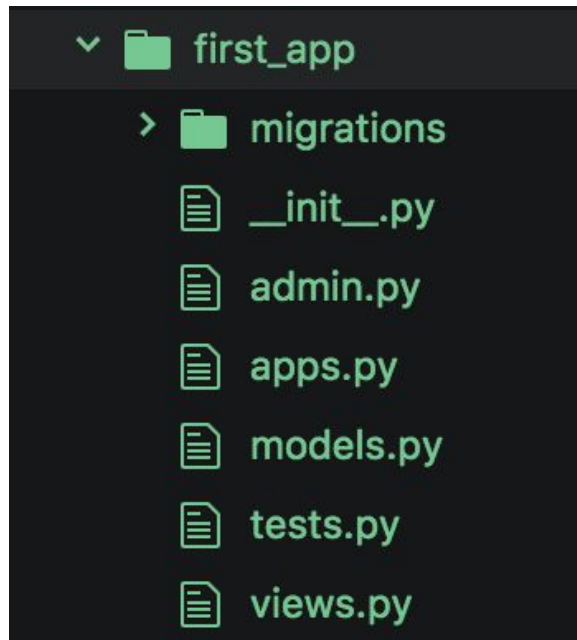 first_app
migrations
__init__.py
admin.py
apps.py
models.py
tests.py
views.py